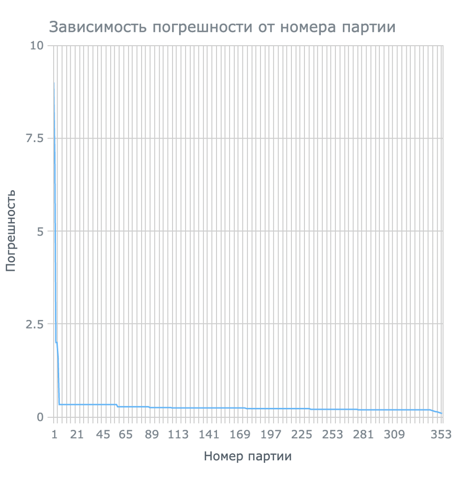 Зависимость погрешности от номера партии
10
7.5
5
2.5
0
Погрешность
1 21 45 65 89 113 141 169 197 225 253 281 309 353
Номер партии